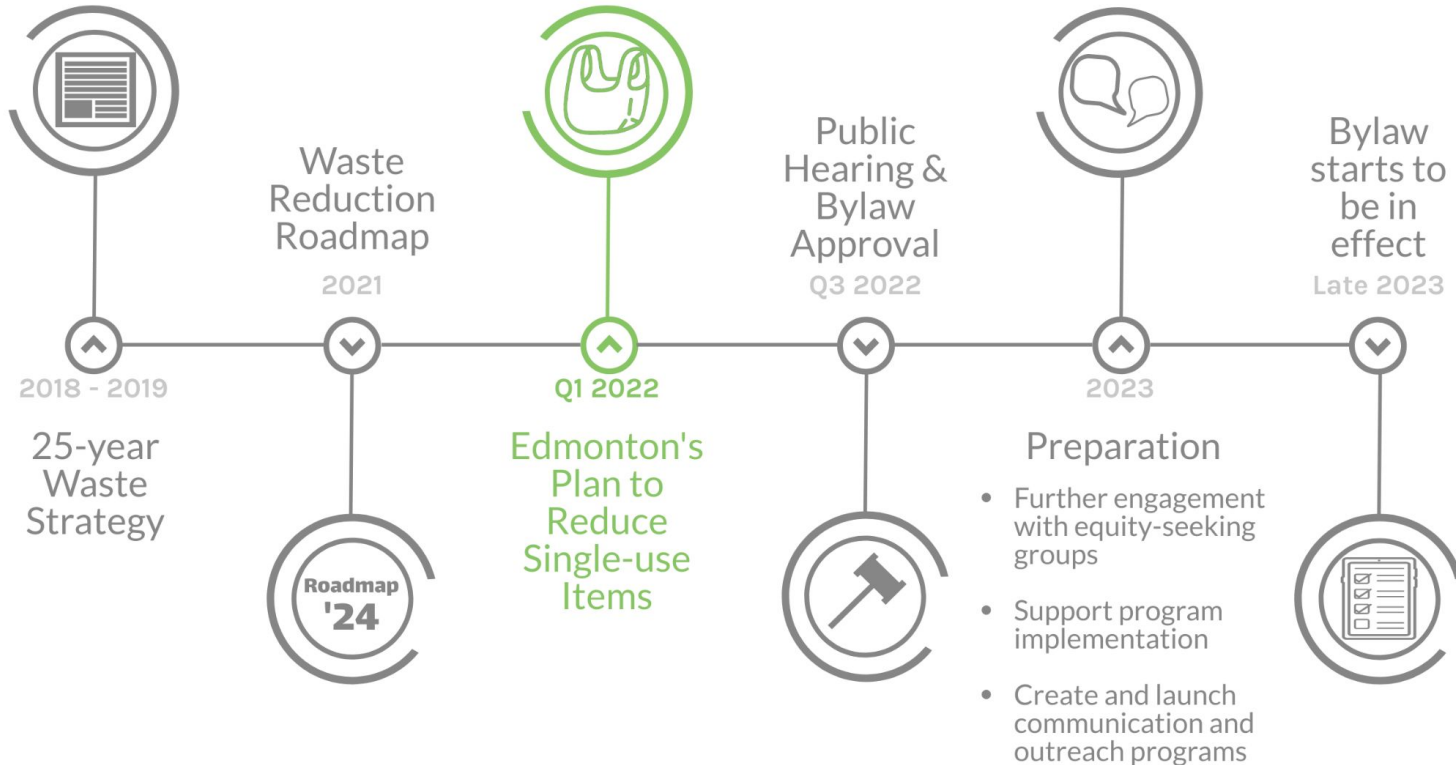 2018 - 2019
25-year
Waste
Strategy
Waste
Reduction
Roadmap
2021
Roadmap
'24
Q1 2022
Edmonton's
Plan to
Reduce
Single-use
Items
Public
Hearing &
Bylaw
Approval
Q3 2022
2023
Preparation
• Further engagement
with equity-seeking
groups
• Support program
implementation
• Create and launch
communication and
outreach programs
Bylaw
starts to
be in
effect
Late 2023